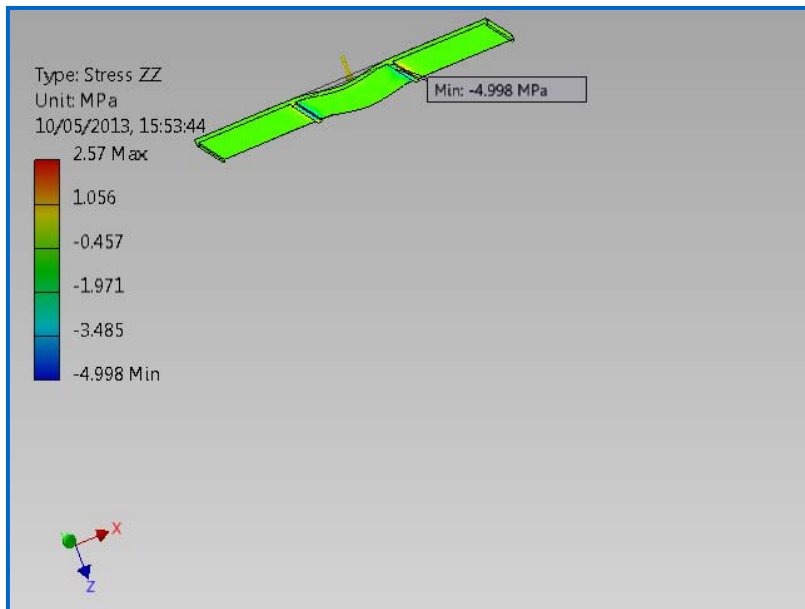 Type: Stress ZZ
Unit: MPa
10/05/2013, 15:53:44
2.57 Max
1.056
-0.457
-1.971
-3.485
-4.998 Min
Min: -4.998 MPa
X
Z